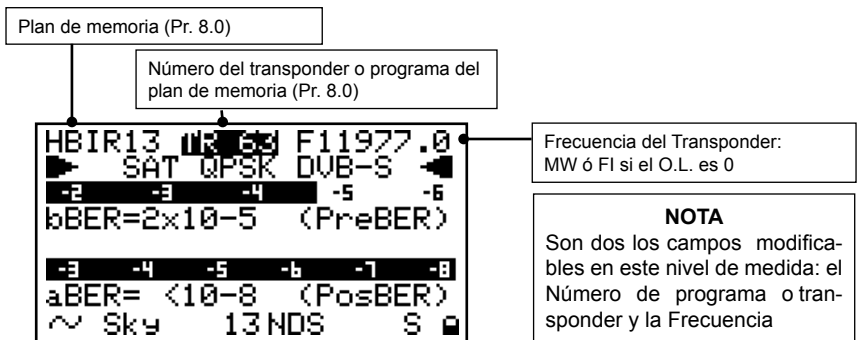 Plan de memoria (Pr. 8.0)
Número del transponder o programa del
plan de memoria (Pr. 8.0)
HBIR13 TR 63 F11977.0
SAT QPSK DVB-S
-2 -3 -4 -5 -6
bBER=2x10-5 (PreBER)
-3 -4 -5 -6 -7 -8
aBER= <10-8 (PosBER)
Sky 13 NDS S
Frecuencia del Transponder:
MW ó FI si el O.L. es 0
NOTA
Son dos los campos modifica-
bles en este nivel de medida: el
Número de programa o tran-
sponder y la Frecuencia